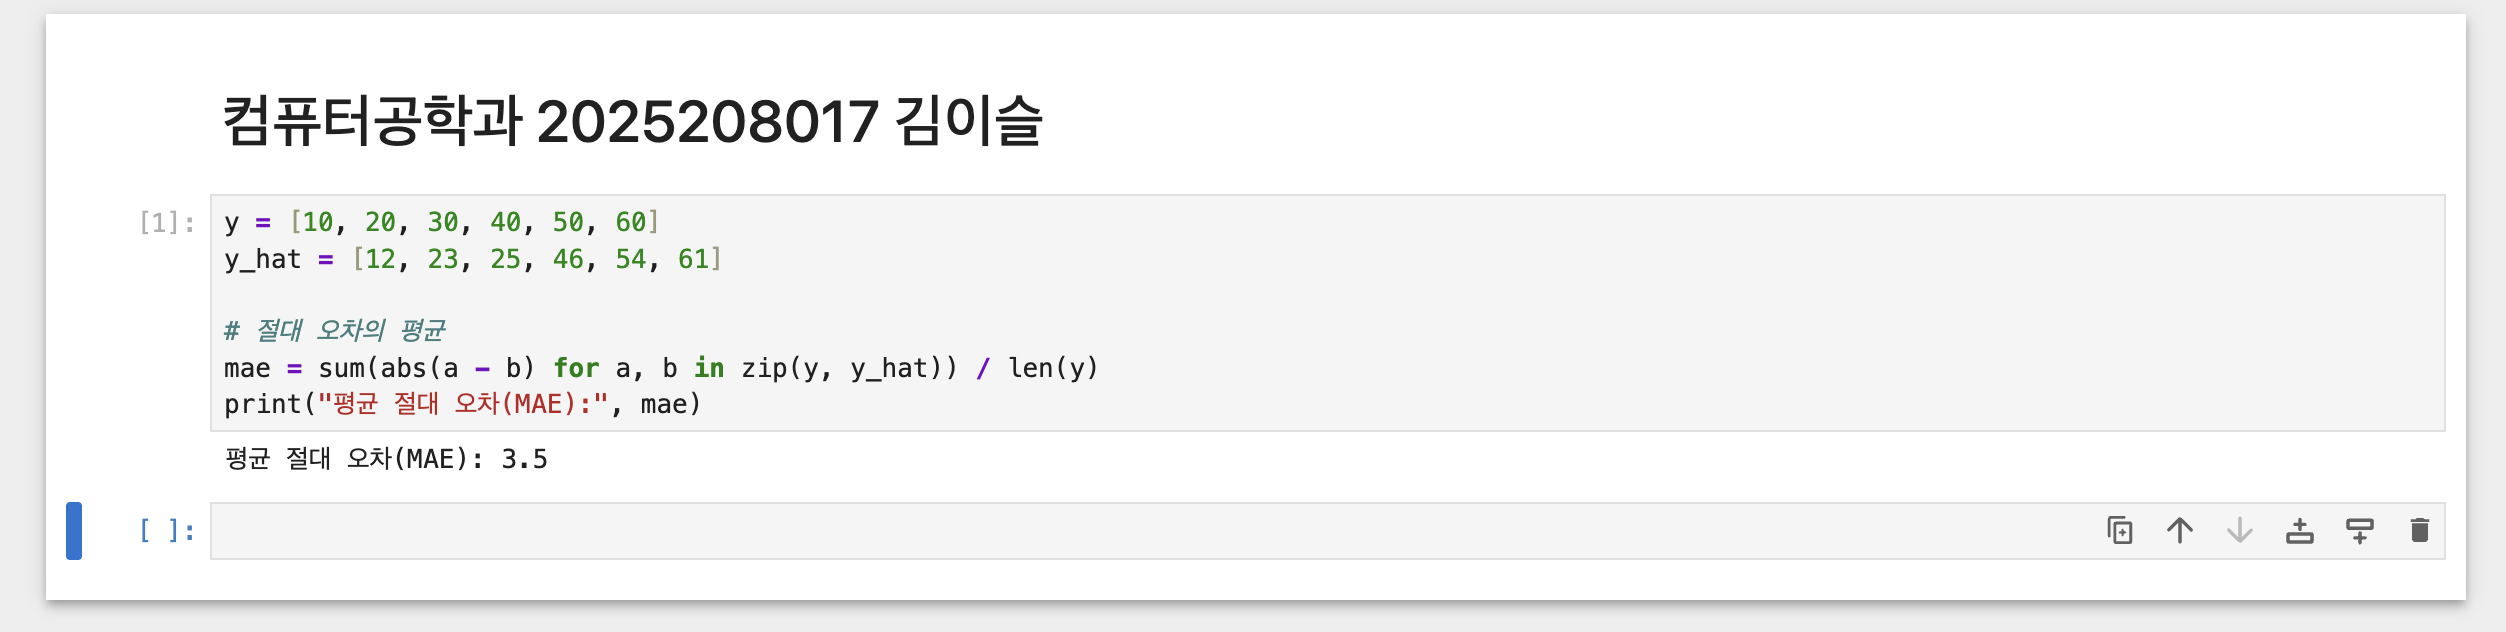 컴퓨터공학과 2025208017 김이슬
[1]:
y = [10, 20, 30, 40, 50, 60]
y_hat = [12, 23, 25, 46, 54, 61]
# 절대 오차의 평균
mae = sum(abs(a - b) for a, b in zip(y, y_hat)) / len(y)
print("평균 절대 오차(MAE):", mae)
평균 절대 오차(MAE): 3.5
[ ]: